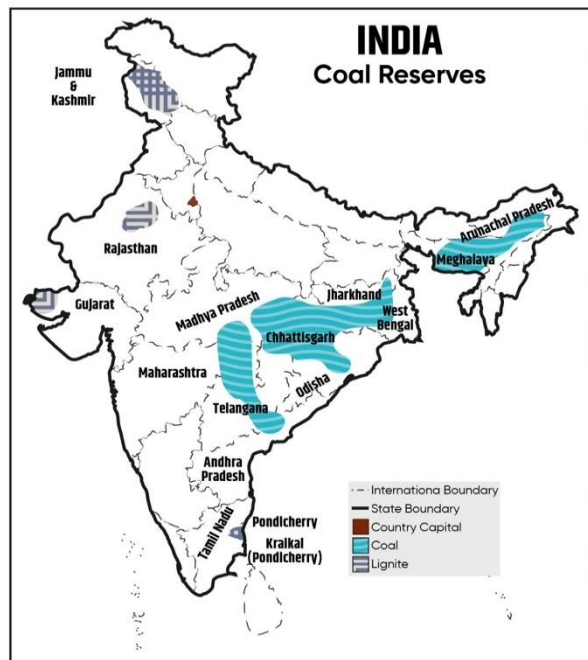 INDIA
Coal Reserves
Jammu
&
Kashmir
Rajasthan
Gujarat
Madhya Pradesh
Jharkhand
West
Bengal
Chhattisgarh
Maharashtra
Odisha
Telangana
Arunachal Pradesh
Meghalaya
Andhra
Pradesh
Tamil Nadu
Pondicherry
Kraikal
(Pondicherry)
Internationa Boundary
State Boundary
Country Capital
Coal
Lignite